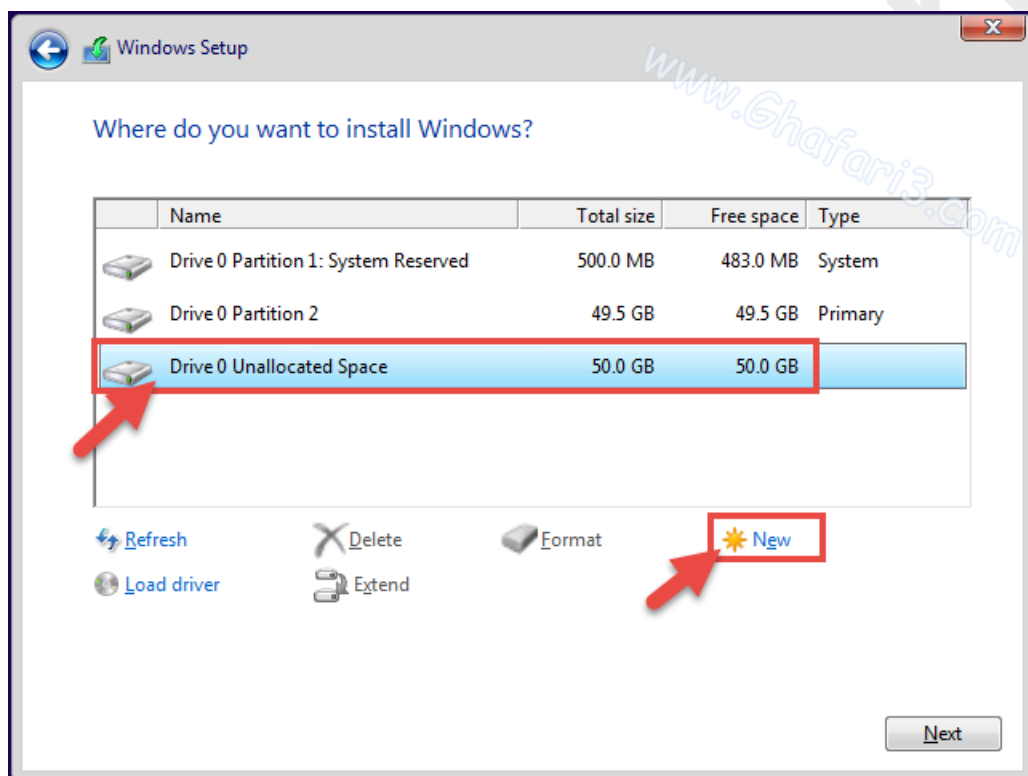 Windows Setup
www.Ghafari3.com
Where do you want to install Windows?
Name Total size Free space Type
Drive 0 Partition 1: System Reserved 500.0 MB 483.0 MB System
Drive 0 Partition 2 49.5 GB 49.5 GB Primary
Drive 0 Unallocated Space 50.0 GB 50.0 GB
Refresh Delete Format New
Load driver Extend
Next